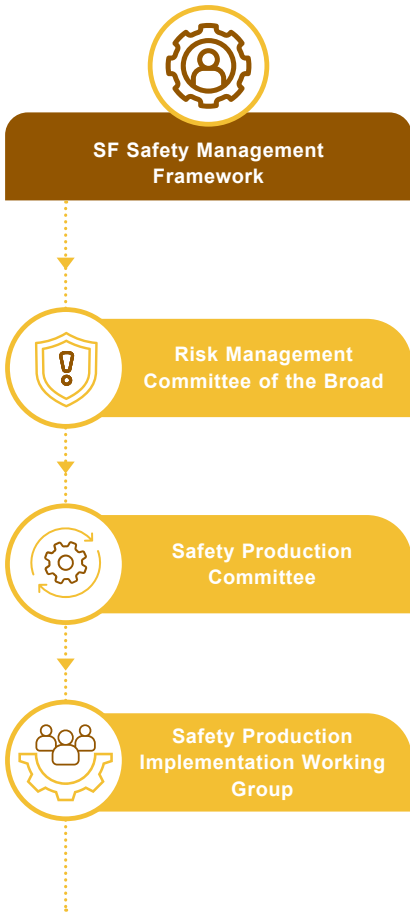 SF Safety Management
Framework
Risk Management
Committee of the Broad
Safety Production
Committee
Safety Production
Implementation Working
Group